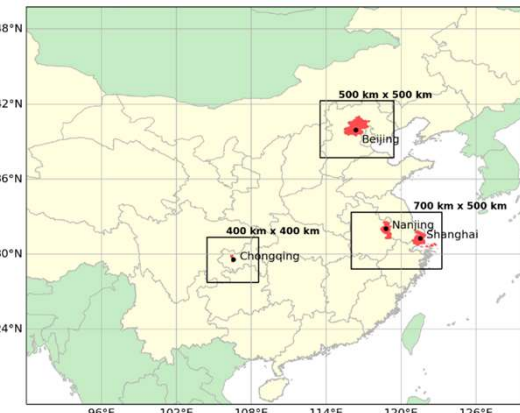 48°N
500 km x 500 km
42°N
Beijing
36°N
700 km x 500 km
Nanjing
Shanghai
400 km x 400 km
Chongqing
30°N
24°N
96°E 102°E 108°E 114°E 120°E 126°E